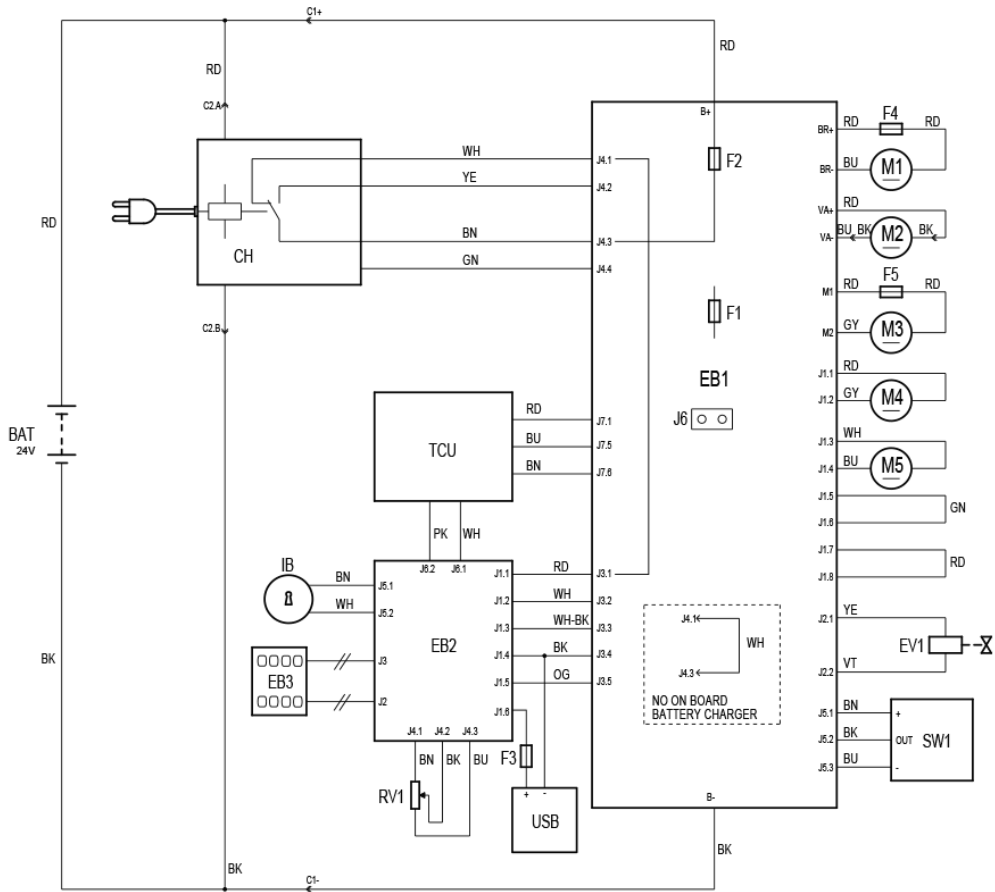 C1+
RD
RD
C2.A
B+
BR+
RD
F4
RD
WH
J4.1
F2
BR-
BU
M1
YE
J4.2
VA+
RD
RD
BN
J4.3
VA-
BU
BK
M2
BK
CH
GN
J4.4
F5
M1
RD
RD
F1
C2.B
M2
GY
M3
J1.1
RD
EB1
J1.2
GY
M4
J6
BAT
24V
TCU
RD
J7.1
BU
J7.5
BN
J7.6
J1.3
WH
J1.4
BU
M5
J1.5
GN
J1.6
PK
WH
J1.7
RD
J1.8
IB
J6.2
J6.1
BN
J5.1
J1.1
RD
J3.1
WH
J5.2
J1.2
WH
J3.2
J1.3
WH-BK
J3.3
EB2
J1.4
BK
J3.4
J3
EB3
J1.5
OG
J3.5
J2
J1.6
J4.1
WH
J4.3
NO ON BOARD
BATTERY CHARGER
J2.1
YE
EV1
J2.2
VT
BK
J4.1
J4.2
J4.3
BN
BK
BU
F3
RV1
+
-
USB
J5.1
BN
+
J5.2
BK
OUT
SW1
J5.3
BU
-
B-
BK
BK
C1-